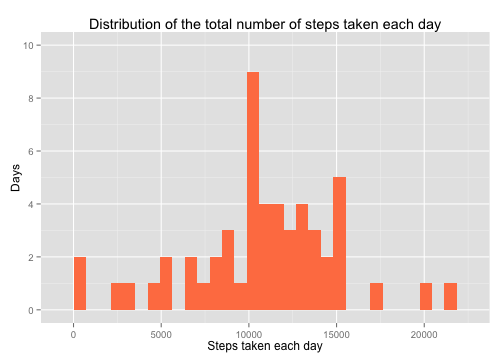 Distribution of the total number of steps taken each day
10
8
6
4
2
0
Days
0 5000 10000 15000 20000
Steps taken each day